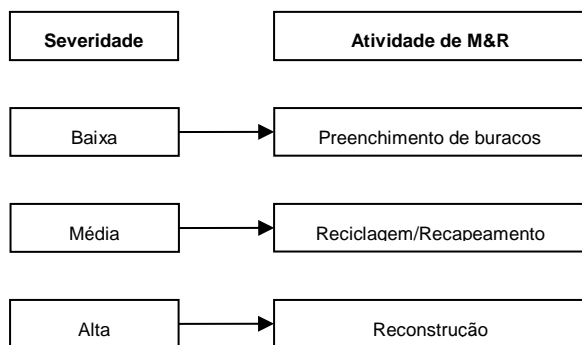 Severidade Atividade de M&R
Baixa Preenchimento de buracos
Média Reciclagem/Recapeamento
Alta Reconstrução